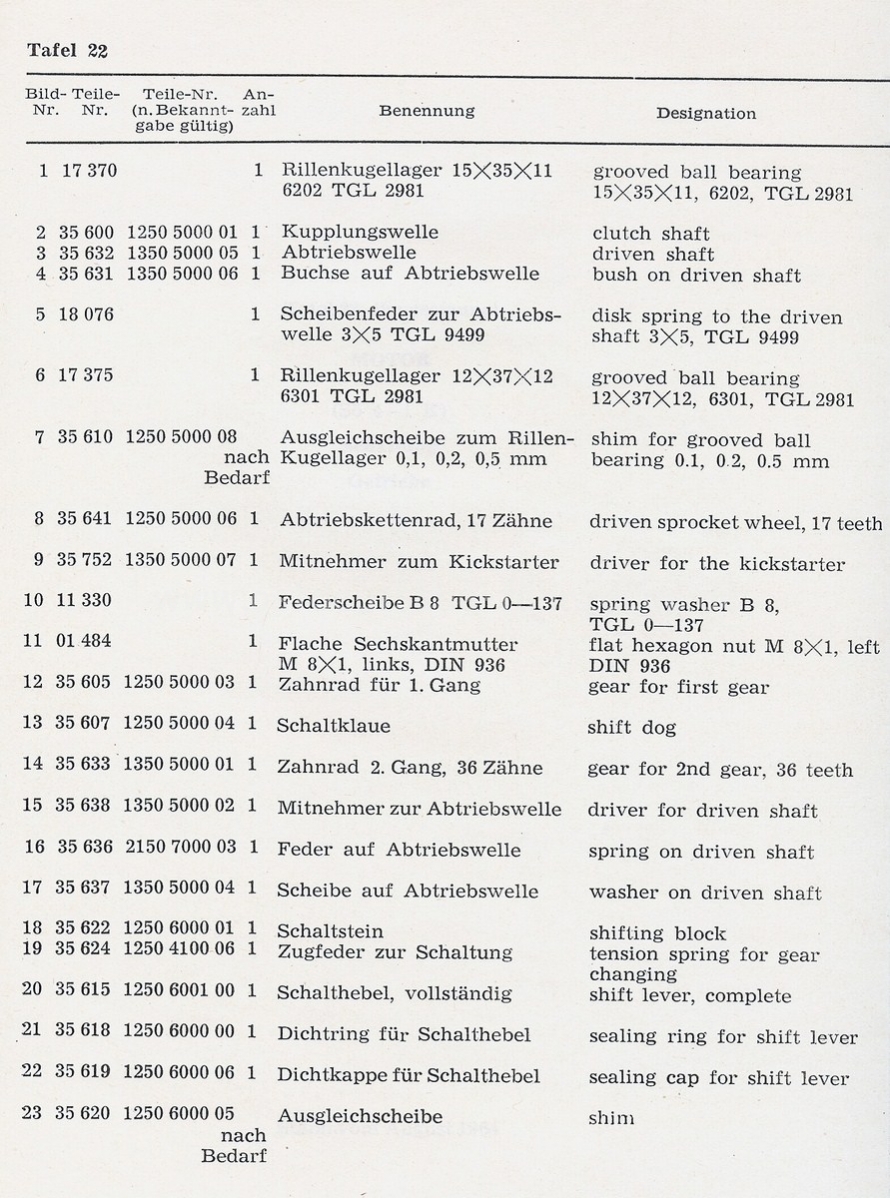 Tafel 22
Bild- Teile- Teile-Nr. An-
Nr. Nr. (n. Bekannt- zahl Benennung Designation
gabe gültig)
1 17 370 1 Rillenkugellager 15×35×11 grooved ball bearing
6202 TGL 2981 15×35×11, 6202, TGL 2981
2 35 600 1250 5000 01 1 Kupplungswelle clutch shaft
3 35 632 1350 5000 05 1 Abtriebswelle driven shaft
4 35 631 1350 5000 06 1 Buchse auf Abtriebswelle bush on driven shaft
5 18 076 1 Scheibenfeder zur Abtriebs- disk spring to the driven
welle 3×5 TGL 9499 shaft 3×5, TGL 9499
6 17 375 1 Rillenkugellager 12×37×12 grooved ball bearing
6301 TGL 2981 12×37×12, 6301, TGL 2981
7 35 610 1250 5000 08 Ausgleichscheibe zum Rillen- shim for grooved ball
nach Kugellager 0,1, 0,2, 0,5 mm bearing 0.1, 0.2, 0.5 mm
Bedarf
8 35 641 1250 5000 06 1 Abtriebskettenrad, 17 Zähne driven sprocket wheel, 17 teeth
9 35 752 1350 5000 07 1 Mitnehmer zum Kickstarter driver for the kickstarter
10 11 330 1 Federscheibe B 8 TGL 0—137 spring washer B 8,
TGL 0—137
11 01 484 1 Flache Sechskantmutter flat hexagon nut M 8×1, left
M 8×1, links, DIN 936 DIN 936
12 35 605 1250 5000 03 1 Zahnrad für 1. Gang gear for first gear
13 35 607 1250 5000 04 1 Schaltklaue shift dog
14 35 633 1350 5000 01 1 Zahnrad 2. Gang, 36 Zähne gear for 2nd gear, 36 teeth
15 35 638 1350 5000 02 1 Mitnehmer zur Abtriebswelle driver for driven shaft
16 35 636 2150 7000 03 1 Feder auf Abtriebswelle spring on driven shaft
17 35 637 1350 5000 04 1 Scheibe auf Abtriebswelle washer on driven shaft
18 35 622 1250 6000 01 1 Schaltstein shifting block
19 35 624 1250 4100 06 1 Zugfeder zur Schaltung tension spring for gear
changing
20 35 615 1250 6001 00 1 Schalthebel, vollständig shift lever, complete
21 35 618 1250 6000 00 1 Dichtring für Schalthebel sealing ring for shift lever
22 35 619 1250 6000 06 1 Dichtkappe für Schalthebel sealing cap for shift lever
23 35 620 1250 6000 05 Ausgleichscheibe shim
nach
Bedarf